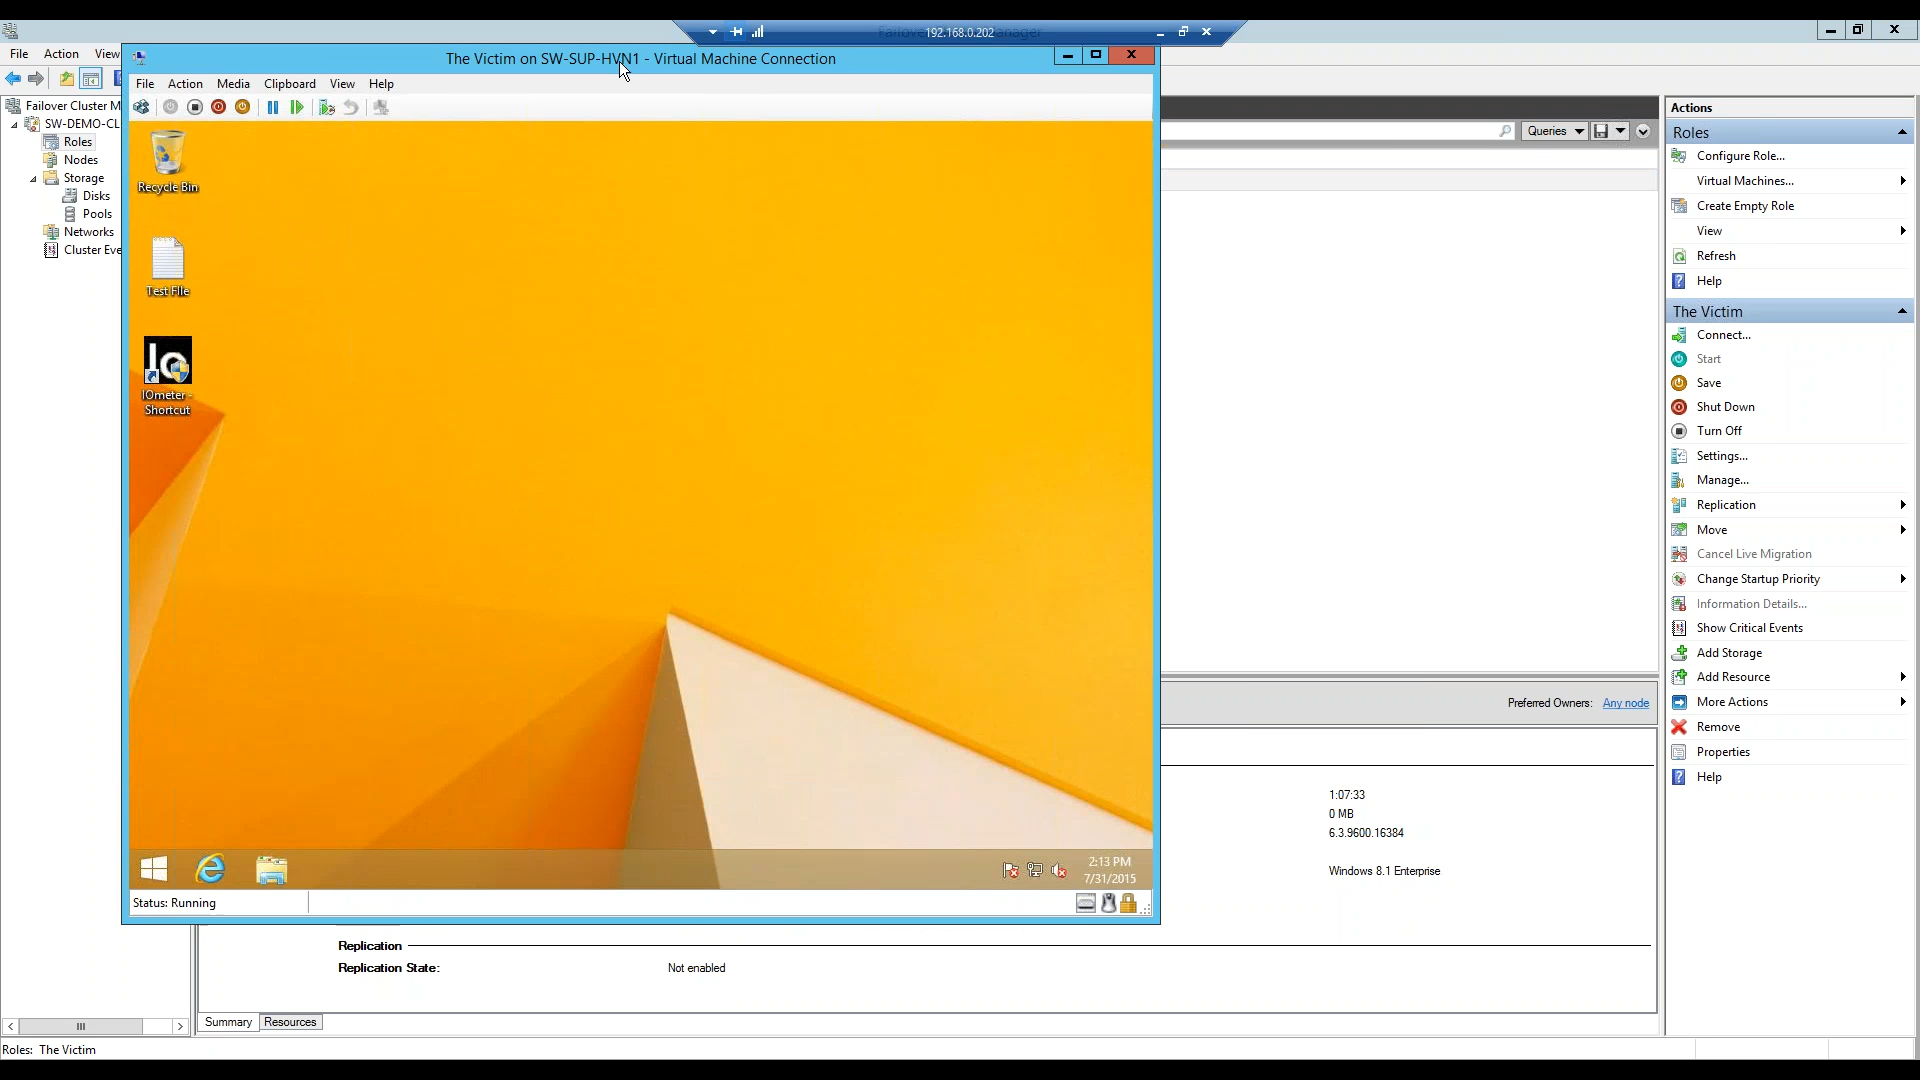 Failove
192.168.0.202
anager
File Action View
The Victim on SW-SUP-HVN1 - Virtual Machine Connection
File Action Media Clipboard View Help
Failover Cluster M
SW-DEMO-CL
Roles
Nodes
Storage
Disks
Pools
Networks
Cluster Eve
Recycle Bin
Test FIle
IOmeter -
Shortcut
2:13 PM
7/31/2015
Status: Running
Queries
Preferred Owners: Any node
1:07:33
0 MB
6.3.9600.16384
Windows 8.1 Enterprise
Replication
Replication State: Not enabled
Summary Resources
Roles: The Victim
Actions
Roles
Configure Role...
Virtual Machines...
Create Empty Role
View
Refresh
Help
The Victim
Connect...
Start
Save
Shut Down
Turn Off
Settings...
Manage...
Replication
Move
Cancel Live Migration
Change Startup Priority
Information Details...
Show Critical Events
Add Storage
Add Resource
More Actions
Remove
Properties
Help